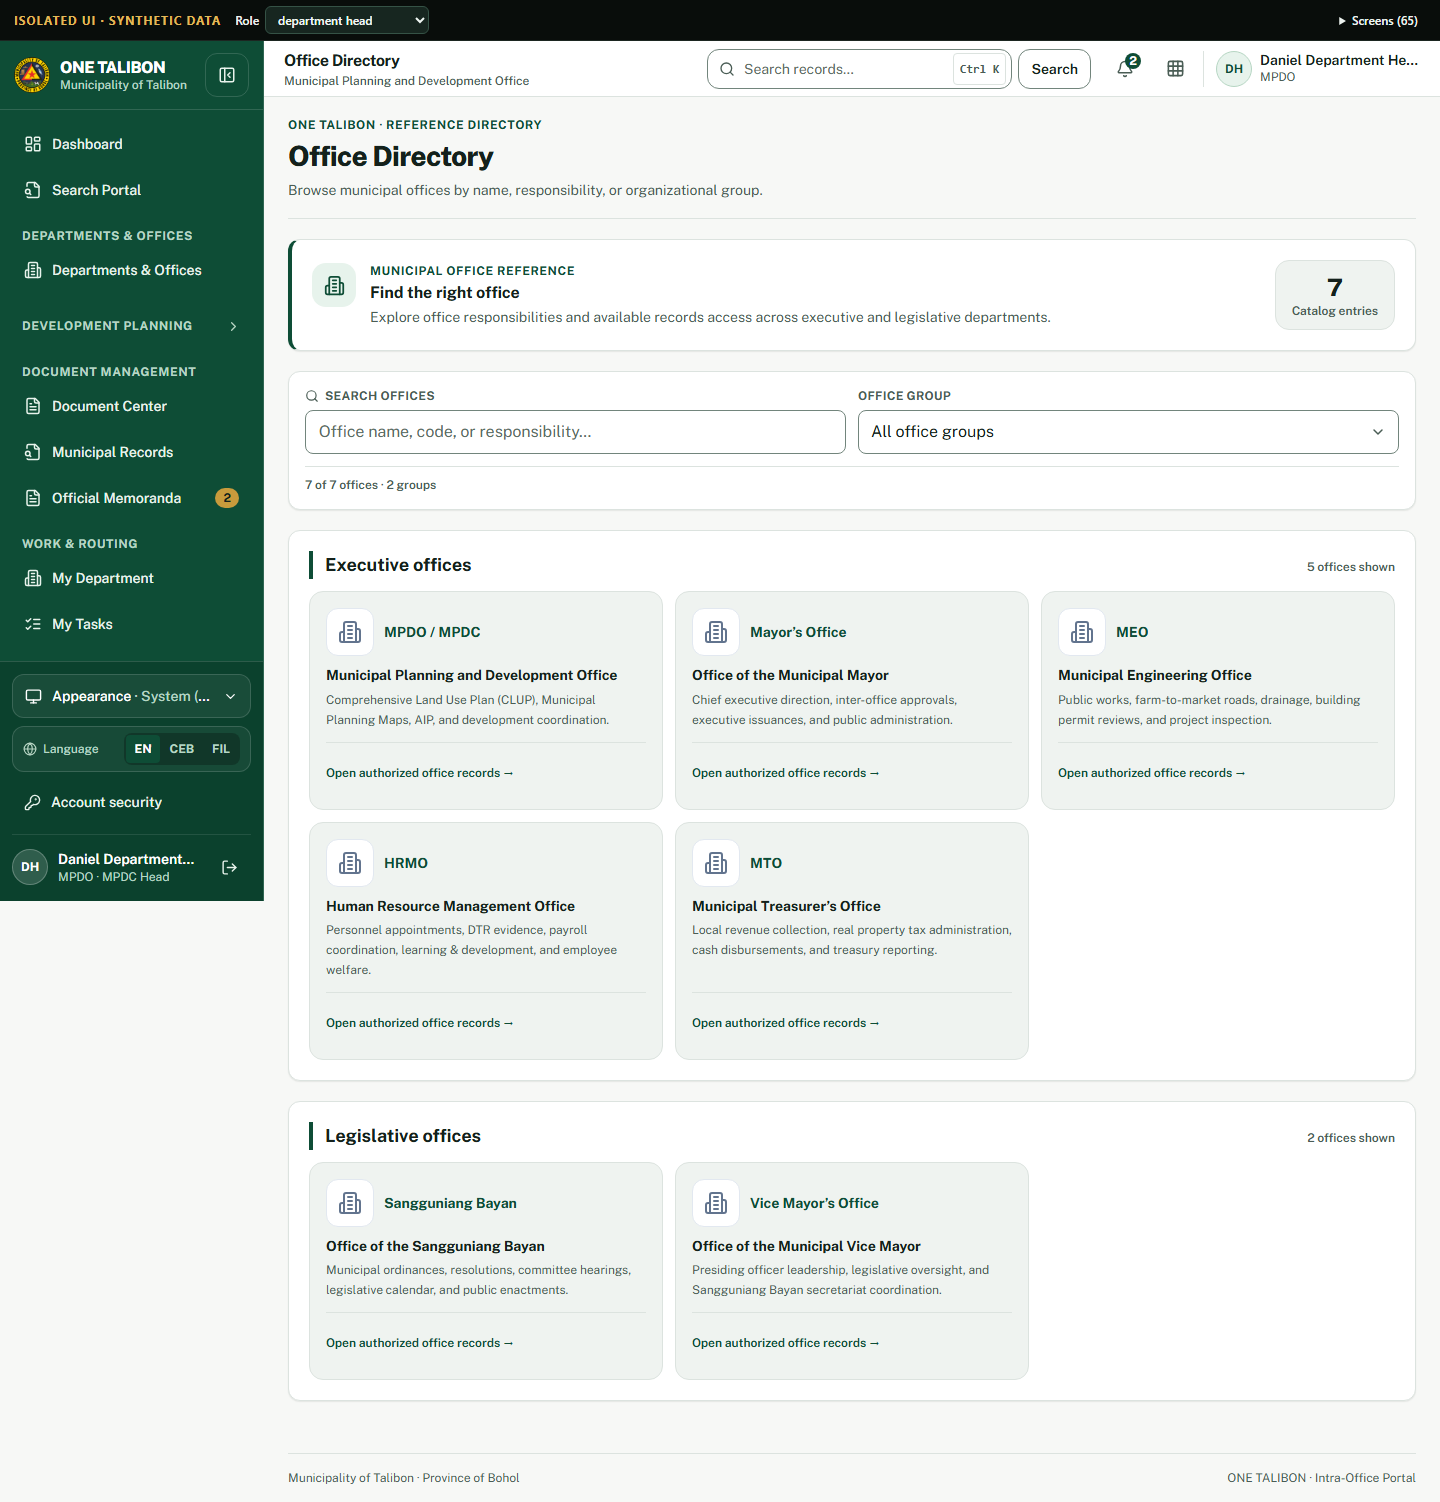 ISOLATED UI · SYNTHETIC DATA Role department head ▶ Screens (65)
ONE TALIBON
Municipality of Talibon
Dashboard
Search Portal
DEPARTMENTS & OFFICES
Departments & Offices
DEVELOPMENT PLANNING
DOCUMENT MANAGEMENT
Document Center
Municipal Records
Official Memoranda 2
WORK & ROUTING
My Department
My Tasks
Appearance · System (...
Language EN CEB FIL
Account security
DH
Daniel Department...
MPDO · MPDC Head
Office Directory
Municipal Planning and Development Office
Search records... Ctrl K Search
2
DH
Daniel Department He...
MPDO
ONE TALIBON · REFERENCE DIRECTORY
Office Directory
Browse municipal offices by name, responsibility, or organizational group.
MUNICIPAL OFFICE REFERENCE
Find the right office
Explore office responsibilities and available records access across executive and legislative departments.
7
Catalog entries
SEARCH OFFICES
Office name, code, or responsibility...
OFFICE GROUP
All office groups
7 of 7 offices · 2 groups
Executive offices
5 offices shown
MPDO / MPDC
Municipal Planning and Development Office
Comprehensive Land Use Plan (CLUP), Municipal
Planning Maps, AIP, and development coordination.
Open authorized office records →
Mayor’s Office
Office of the Municipal Mayor
Chief executive direction, inter-office approvals,
executive issuances, and public administration.
Open authorized office records →
MEO
Municipal Engineering Office
Public works, farm-to-market roads, drainage, building
permit reviews, and project inspection.
Open authorized office records →
HRMO
Human Resource Management Office
Personnel appointments, DTR evidence, payroll
coordination, learning & development, and employee
welfare.
Open authorized office records →
MTO
Municipal Treasurer’s Office
Local revenue collection, real property tax administration,
cash disbursements, and treasury reporting.
Open authorized office records →
Legislative offices
2 offices shown
Sangguniang Bayan
Office of the Sangguniang Bayan
Municipal ordinances, resolutions, committee hearings,
legislative calendar, and public enactments.
Open authorized office records →
Vice Mayor’s Office
Office of the Municipal Vice Mayor
Presiding officer leadership, legislative oversight, and
Sangguniang Bayan secretariat coordination.
Open authorized office records →
Municipality of Talibon · Province of Bohol
ONE TALIBON · Intra-Office Portal